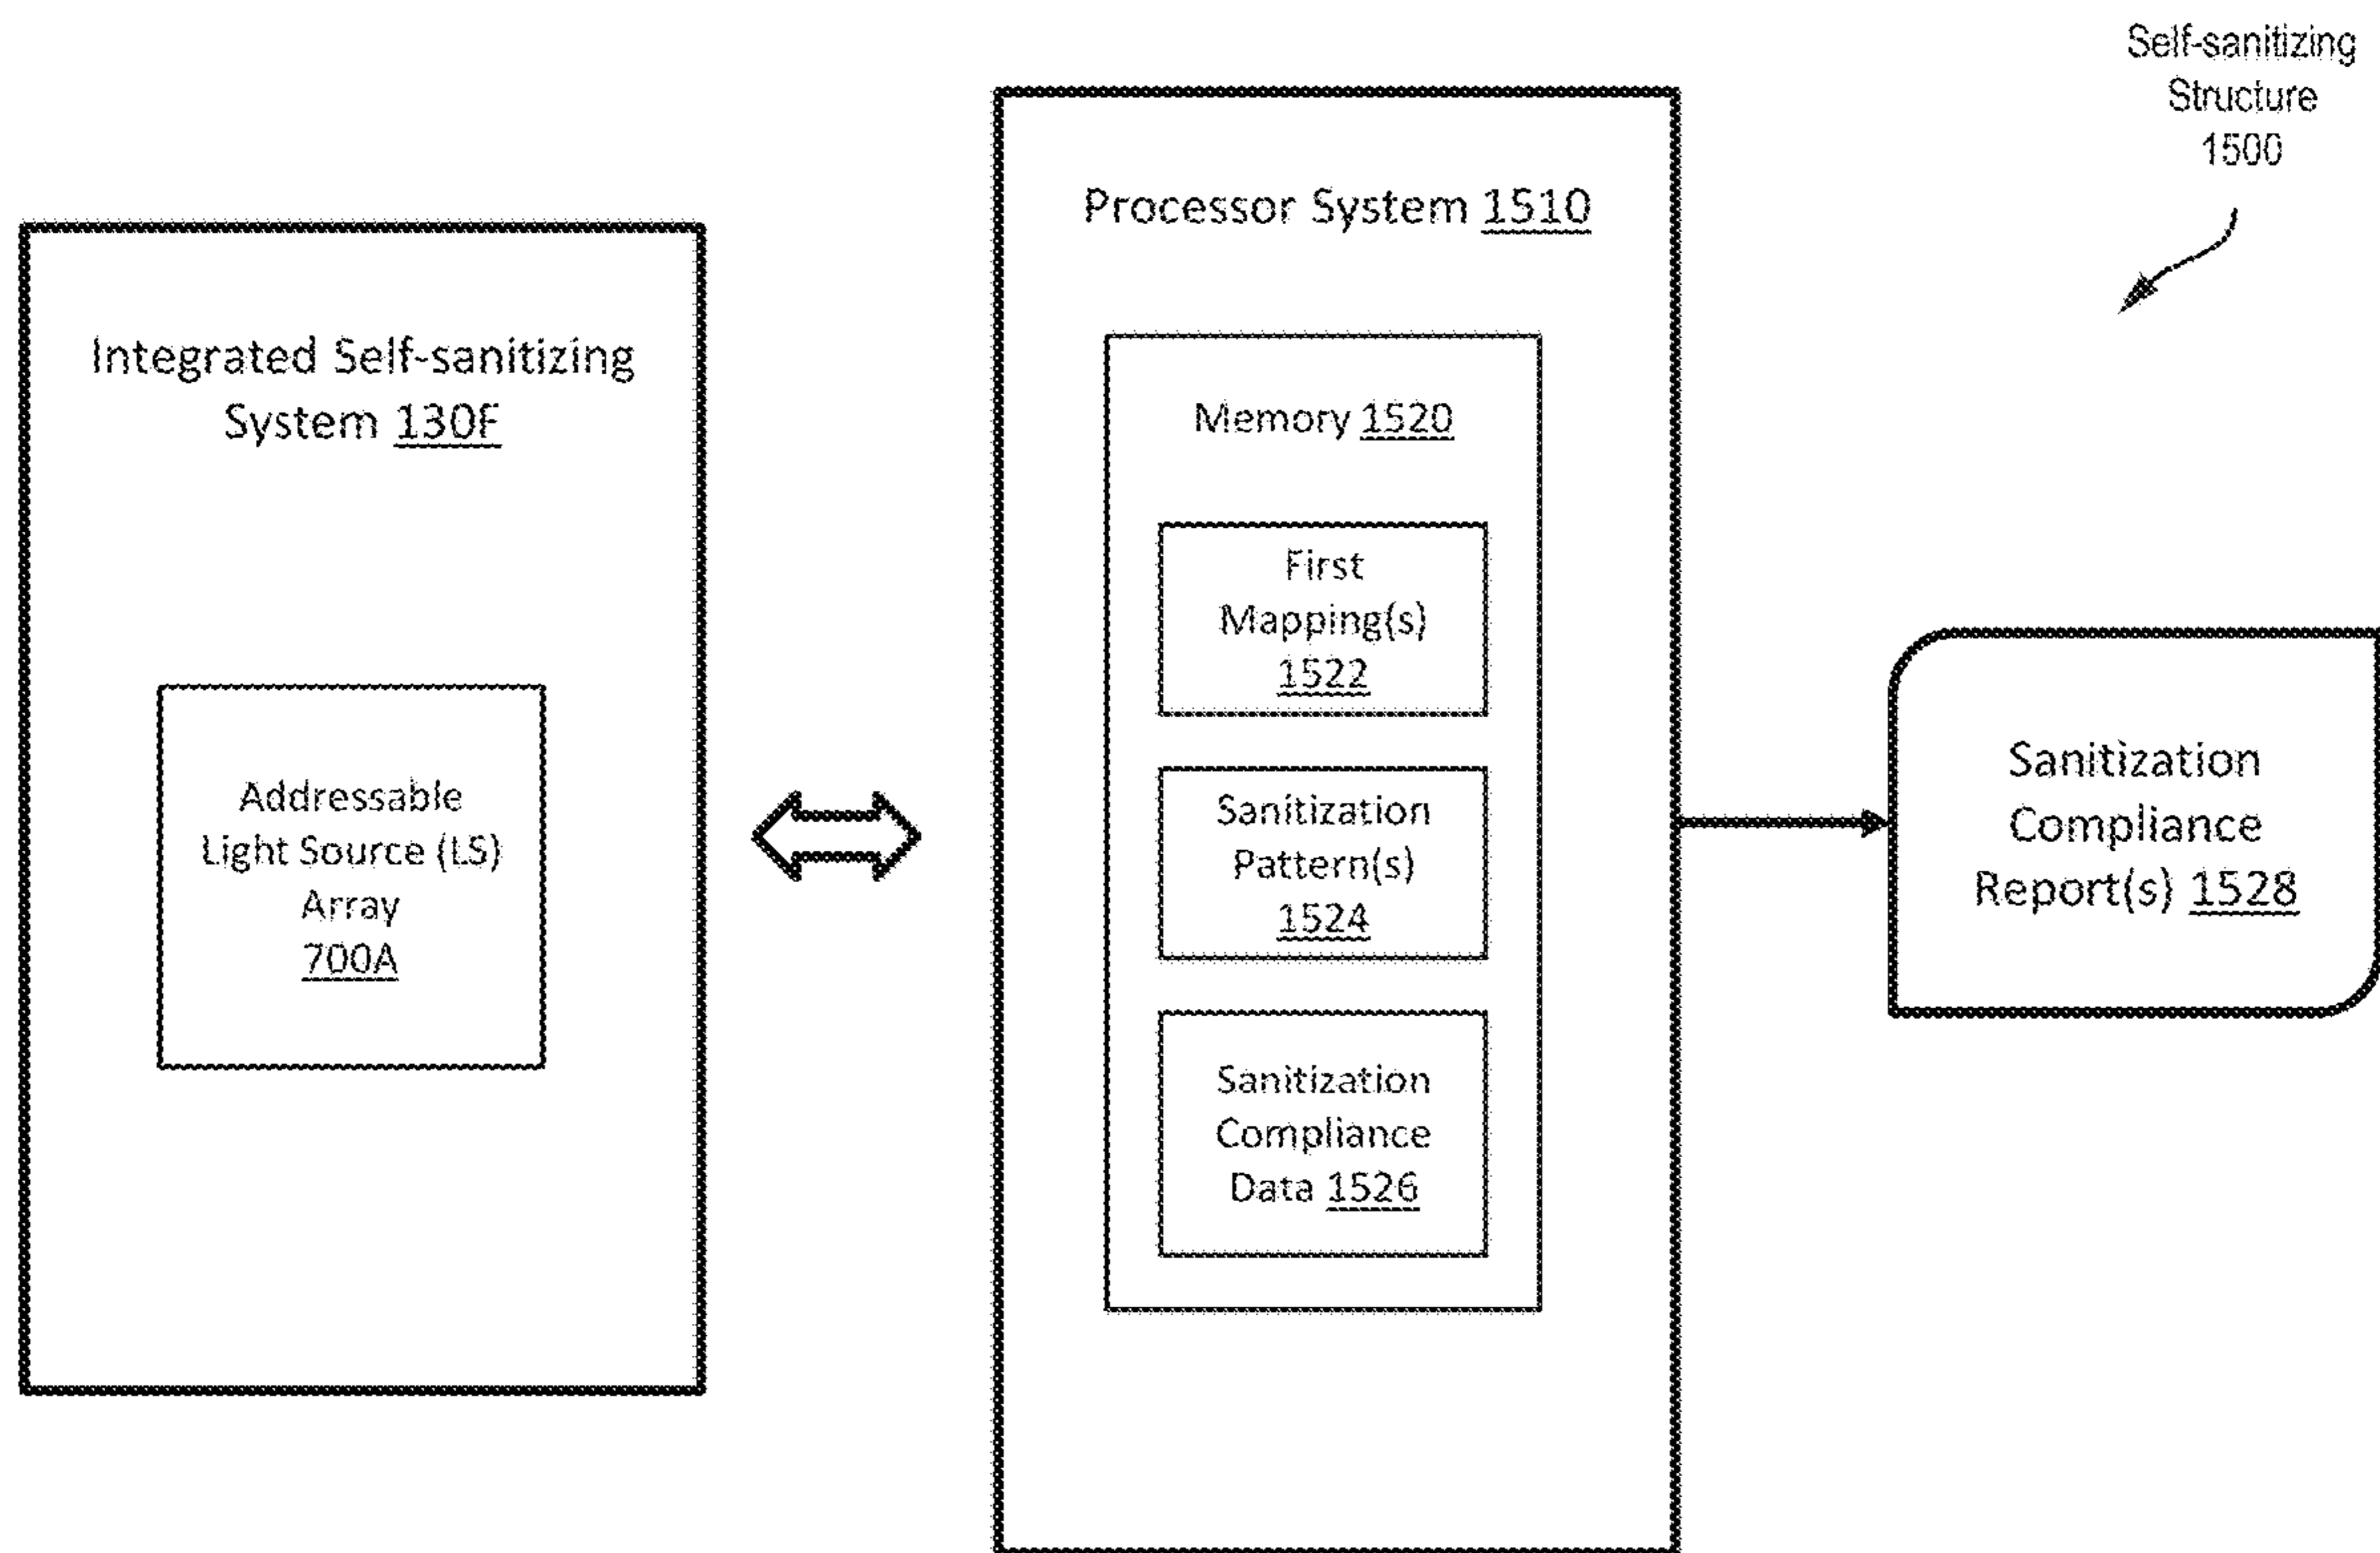 Self-sanitizing
Structure
1500
Processor System 1510
Integrated Self-sanitizing
System 130F
Memory 1520
First
Mapping(s)
1522
Addressable
Light Source (LS)
Array
700A
Sanitization
Pattern(s)
1524
Sanitization
Compliance
Data 1526
Sanitization
Compliance
Report(s) 1528